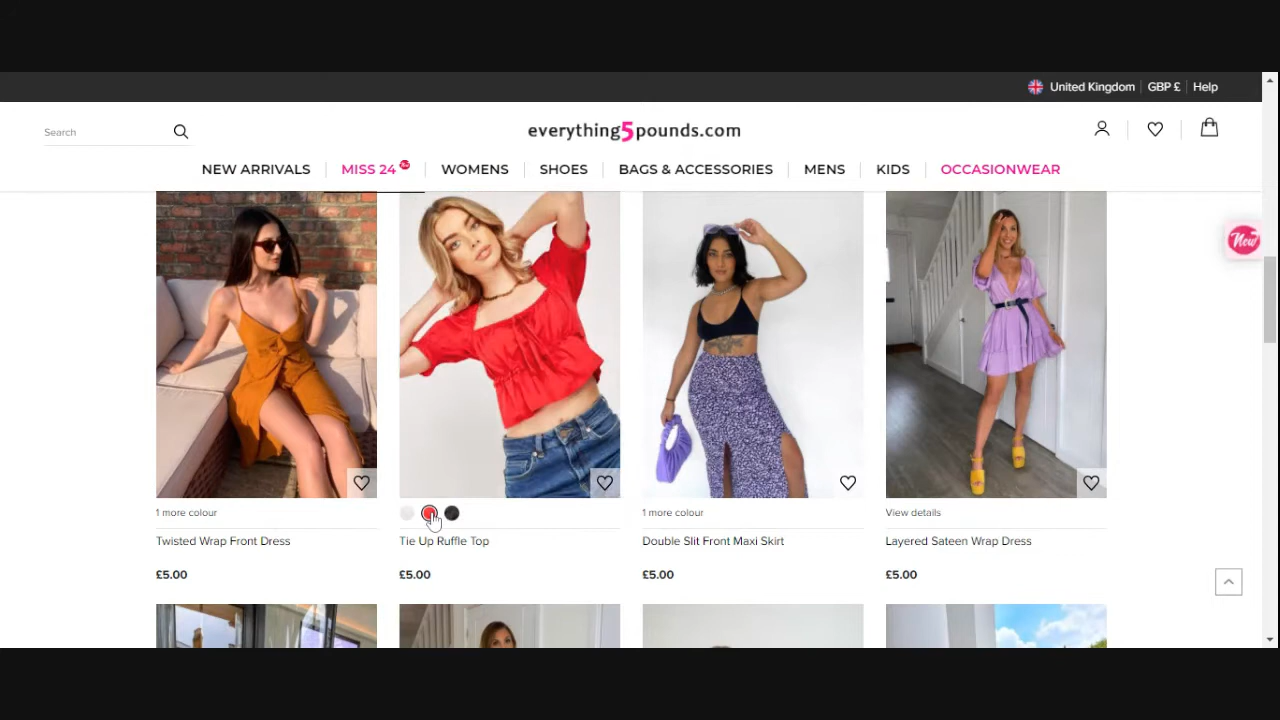 United Kingdom GBP £ Help
Search
everything5pounds.com
NEW ARRIVALS MISS 24 WOMENS SHOES BAGS & ACCESSORIES MENS KIDS OCCASIONWEAR
New
1 more colour
Twisted Wrap Front Dress
£5.00
Tie Up Ruffle Top
£5.00
1 more colour
Double Slit Front Maxi Skirt
£5.00
View details
Layered Sateen Wrap Dress
£5.00